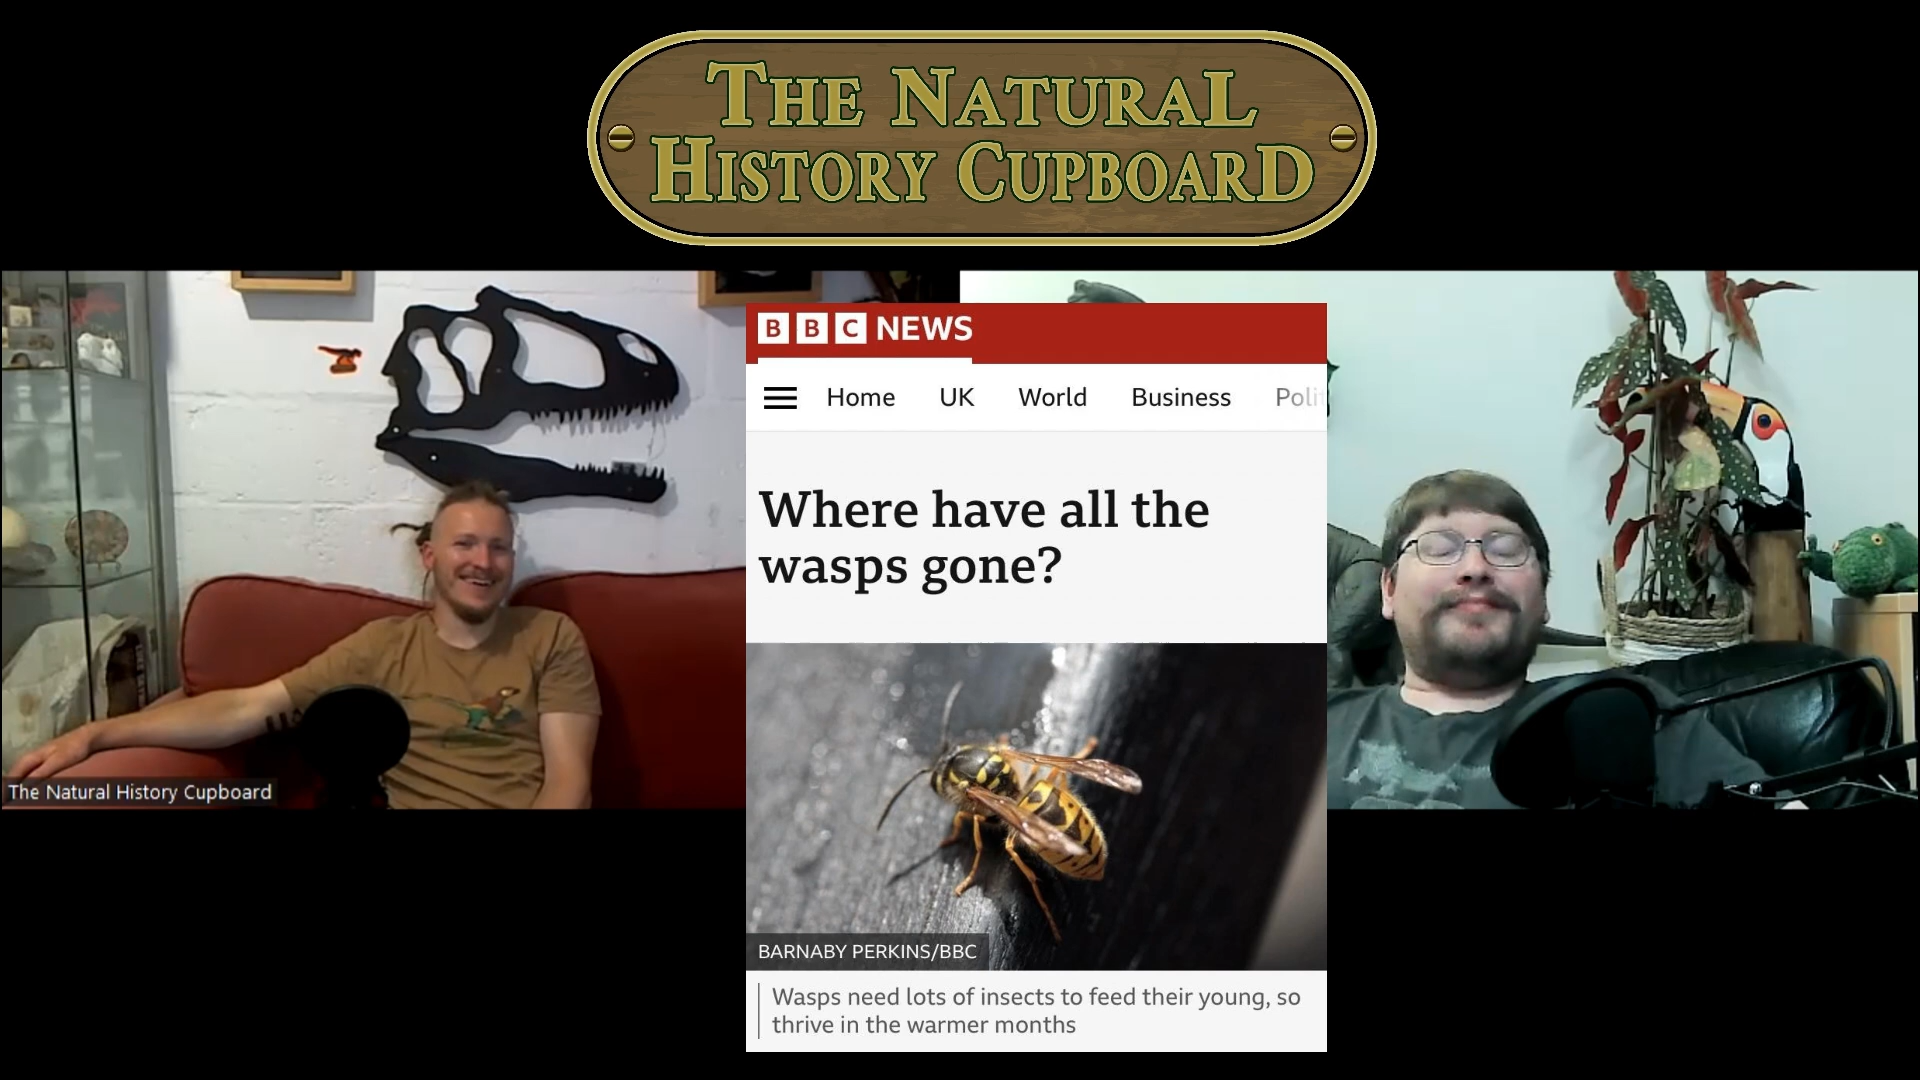 The Natural
History Cupboard
BBC NEWS
Home UK World Business Polit
Where have all the
wasps gone?
BARNABY PERKINS/BBC
Wasps need lots of insects to feed their young, so
thrive in the warmer months
The Natural History Cupboard